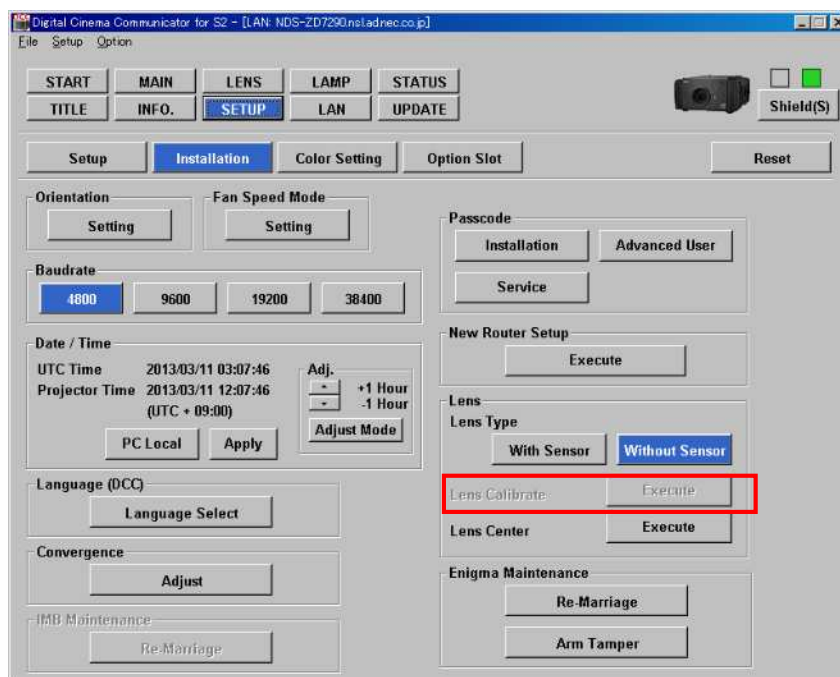 Digital Cinema Communicator for S2 - [LAN: NDS-ZD7290.nsl.adnec.co.jp]
File Setup Option
START MAIN LENS LAMP STATUS
TITLE INFO. SETUP LAN UPDATE
Shield(S)
Setup Installation Color Setting Option Slot Reset
Orientation
Setting
Fan Speed Mode
Setting
Baudrate
4800 9600 19200 38400
Date / Time
UTC Time 2013/03/11 03:07:46
Projector Time 2013/03/11 12:07:46
(UTC + 09:00)
PC Local Apply
Adj.
+1 Hour
-1 Hour
Adjust Mode
Language (DCC)
Language Select
Convergence
Adjust
IMB Maintenance
Re-Marriage
Passcode
Installation Advanced User
Service
New Router Setup
Execute
Lens
Lens Type
With Sensor Without Sensor
Lens Calibrate Execute
Lens Center Execute
Enigma Maintenance
Re-Marriage
Arm Tamper